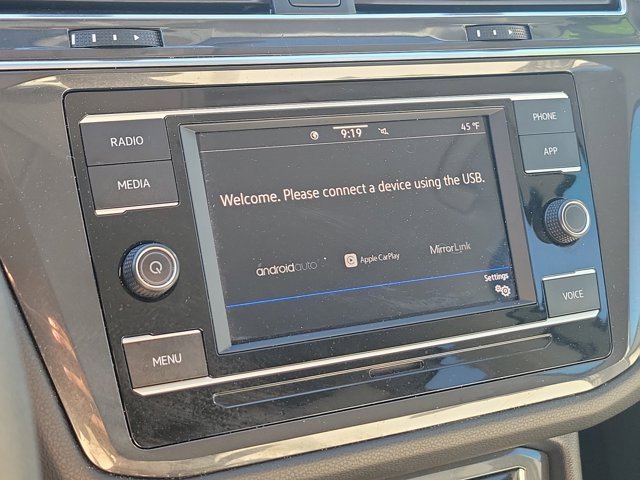 9:19
45 °F
RADIO
PHONE
MEDIA
APP
Welcome. Please connect a device using the USB.
androidauto
Apple CarPlay
MirrorLink
Settings
MENU
VOICE